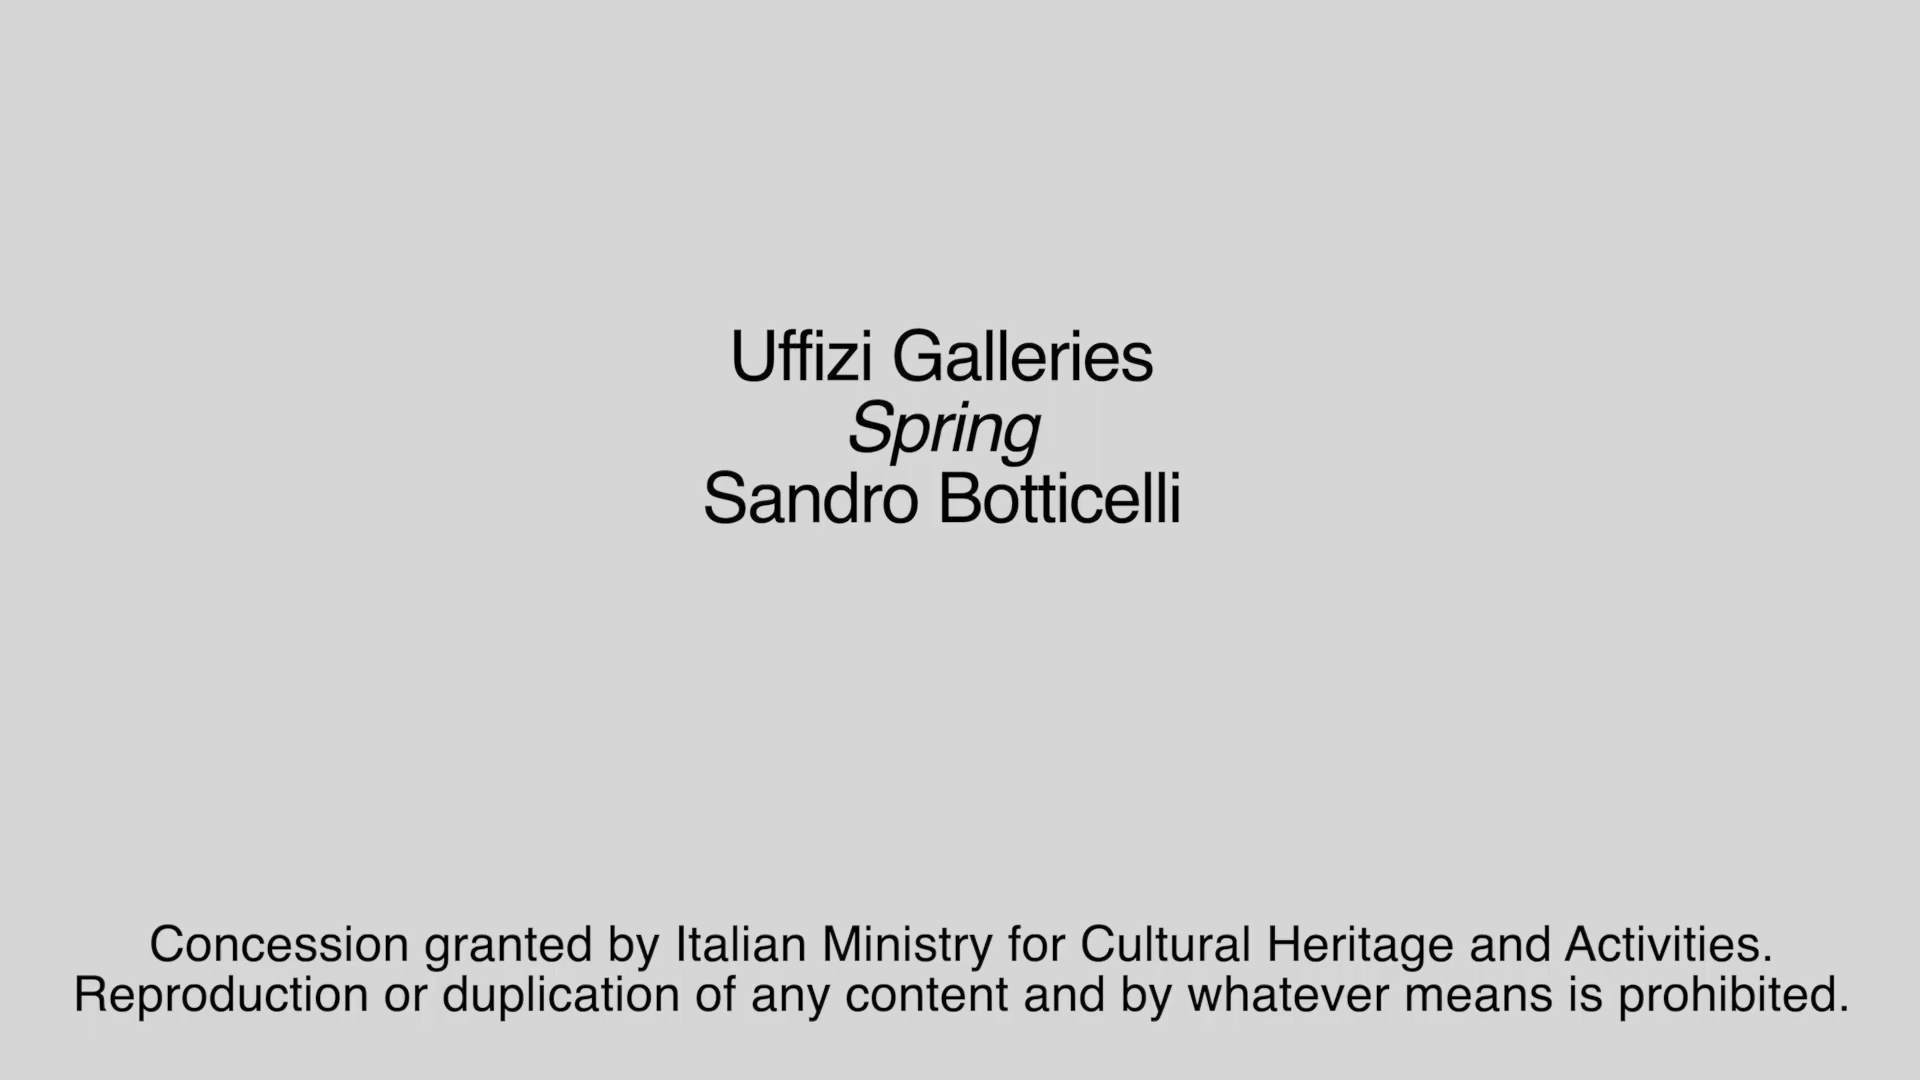 Uffizi Galleries
Spring
Sandro Botticelli
Concession granted by Italian Ministry for Cultural Heritage and Activities.
Reproduction or duplication of any content and by whatever means is prohibited.